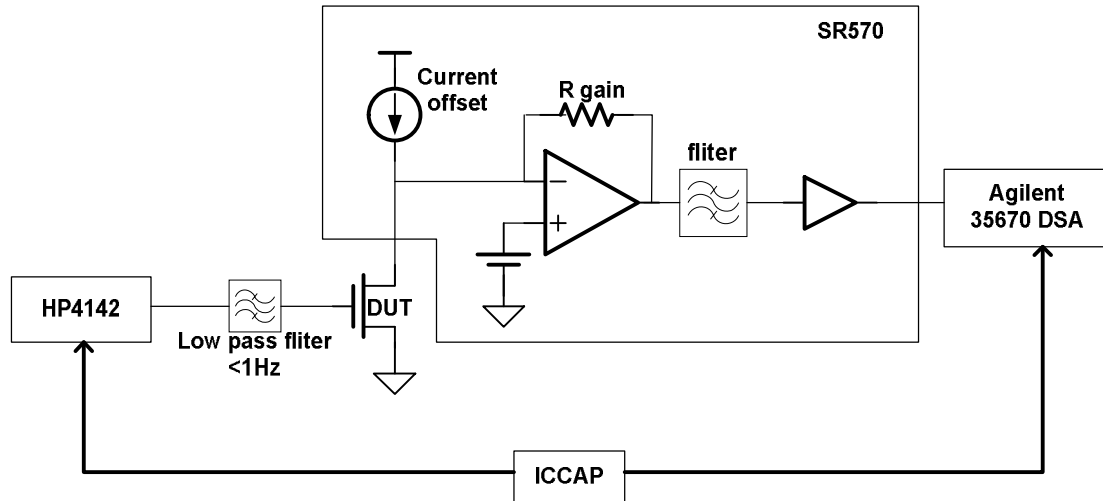 SR570
Current
offset
R gain
fliter
Agilent
35670 DSA
HP4142
DUT
Low pass fliter
<1Hz
ICCAP